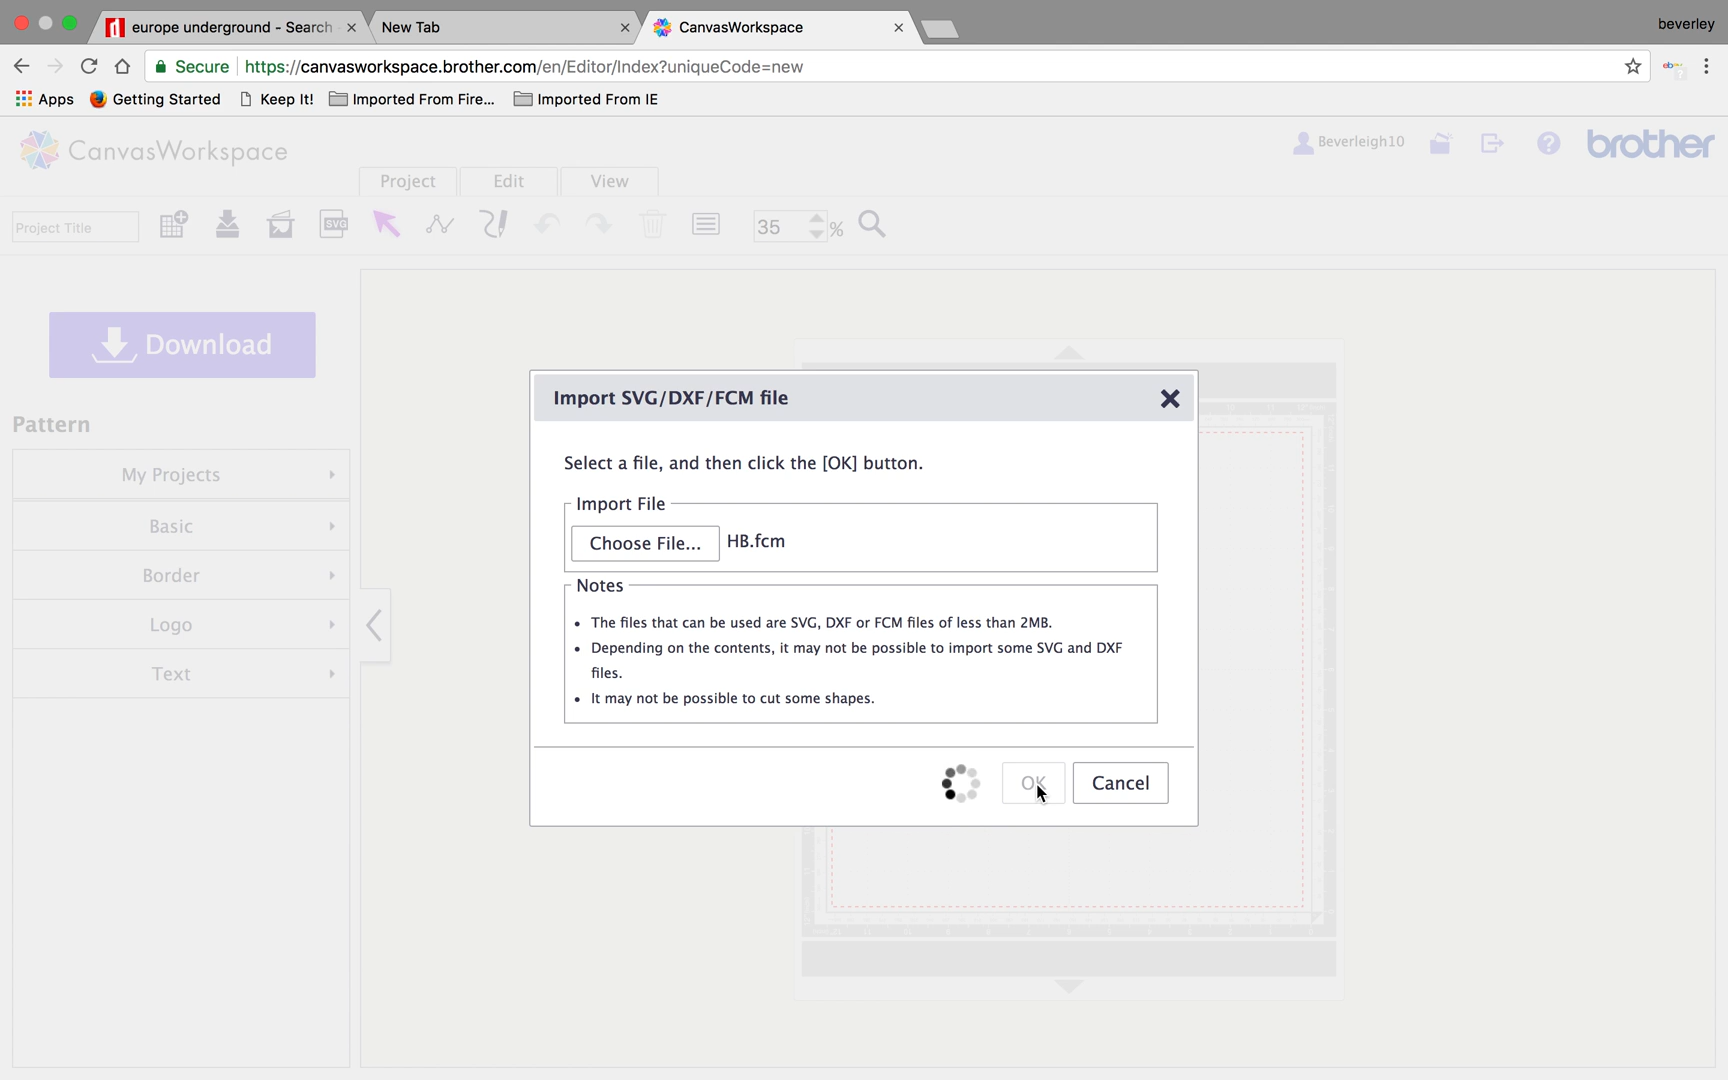 europe underground - Search
New Tab
CanvasWorkspace
beverley
Secure
https://canvasworkspace.brother.com/en/Editor/Index?uniqueCode=new
Apps
Getting Started
Keep It!
Imported From Fire...
Imported From IE
CanvasWorkspace
Beverleigh10
brother
Project
Edit
View
Project Title
SVG
35
%
Download
Pattern
My Projects
Basic
Border
Logo
Text
Import SVG/DXF/FCM file
Select a file, and then click the [OK] button.
Import File
Choose File...
HB.fcm
Notes
• The files that can be used are SVG, DXF or FCM files of less than 2MB.
• Depending on the contents, it may not be possible to import some SVG and DXF
files.
• It may not be possible to cut some shapes.
OK
Cancel